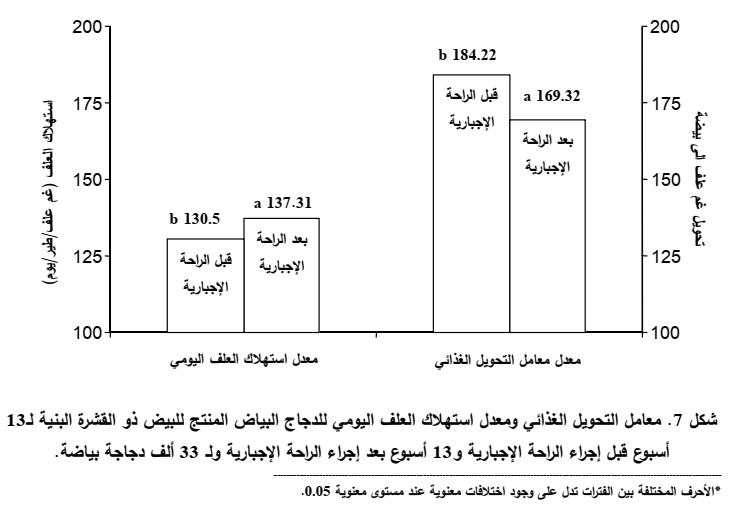 200
175
150
125
100
استهلاك العلف (غم علف/طير/يوم)
b 130.5
قبل الراحة
الإجبارية
a 137.31
بعد الراحة
الإجبارية
b 184.22
قبل الراحة
الإجبارية
a 169.32
بعد الراحة
الإجبارية
200
175
150
125
100
تحويل غم علف الى بيضة
معدل استهلاك العلف اليومي
معدل معامل التحويل الغذائي
شكل 7. معامل التحويل الغذائي ومعدل استهلاك العلف اليومي للدجاج البياض المنتج للبيض ذو القشرة البنية لـ13
أسبوع قبل إجراء الراحة الإجبارية و13 أسبوع بعد إجراء الراحة الإجبارية ولـ 33 ألف دجاجة بياضة.
*الأحرف المختلفة بين الفترات تدل على وجود اختلافات معنوية عند مستوى معنوية 0.05.